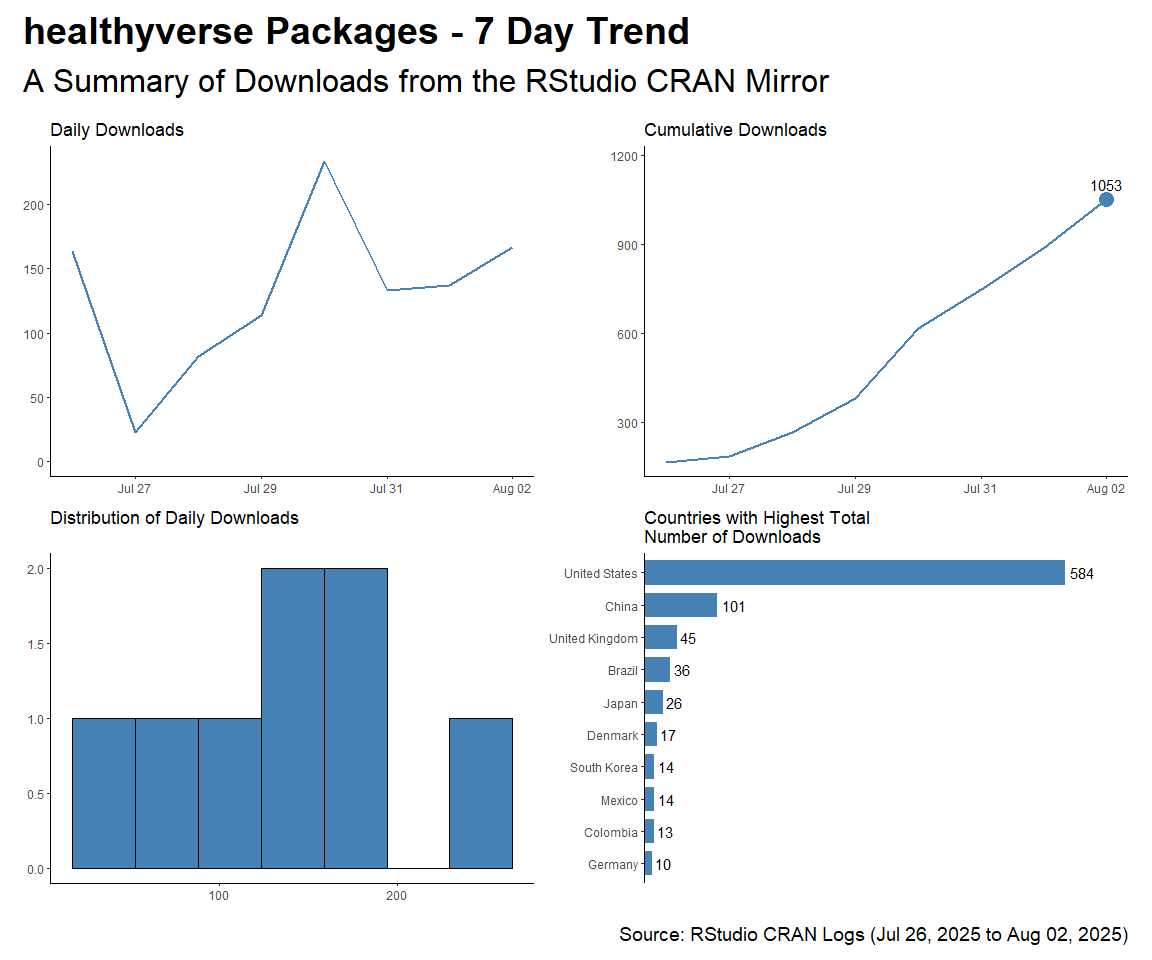 healthyverse Packages - 7 Day Trend
A Summary of Downloads from the RStudio CRAN Mirror
Daily Downloads
200
150
100
50
0
Jul 27
Jul 29
Jul 31
Aug 02
Cumulative Downloads
1200
900
600
300
1053
Jul 27
Jul 29
Jul 31
Aug 02
Distribution of Daily Downloads
2.0
1.5
1.0
0.5
0.0
100
200
Countries with Highest Total
Number of Downloads
United States 584
China 101
United Kingdom 45
Brazil 36
Japan 26
Denmark 17
South Korea 14
Mexico 14
Colombia 13
Germany 10
Source: RStudio CRAN Logs (Jul 26, 2025 to Aug 02, 2025)